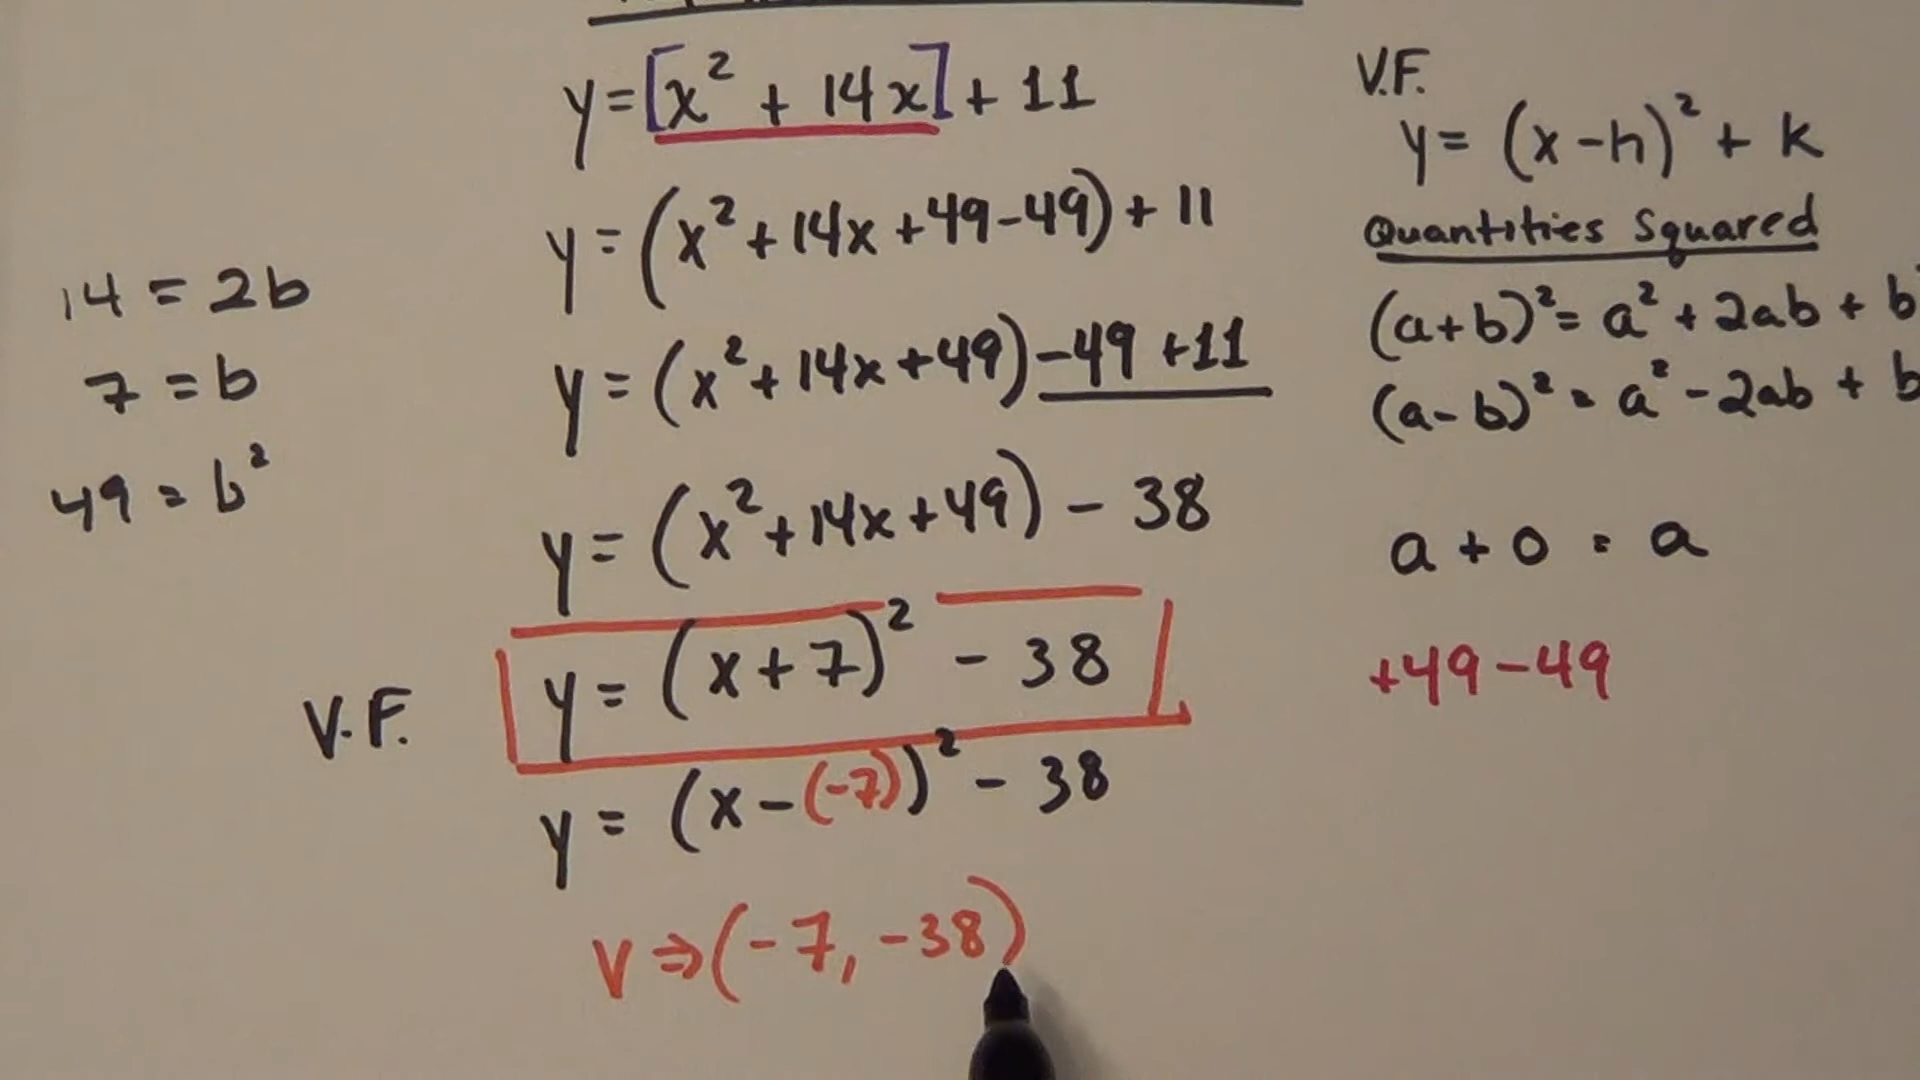 y = [x² + 14x] + 11
y = (x² + 14x + 49 - 49) + 11
y = (x² + 14x + 49) - 49 + 11
y = (x² + 14x + 49) - 38
V.F. y = (x + 7)² - 38
y = (x - (-7))² - 38
V ⇒ (-7, -38)
14 = 2b
7 = b
49 = b²
V.F.
y = (x - h)² + k
Quantities Squared
(a+b)² = a² + 2ab + b
(a-b)² = a² - 2ab + b
a + 0 = a
+49 - 49